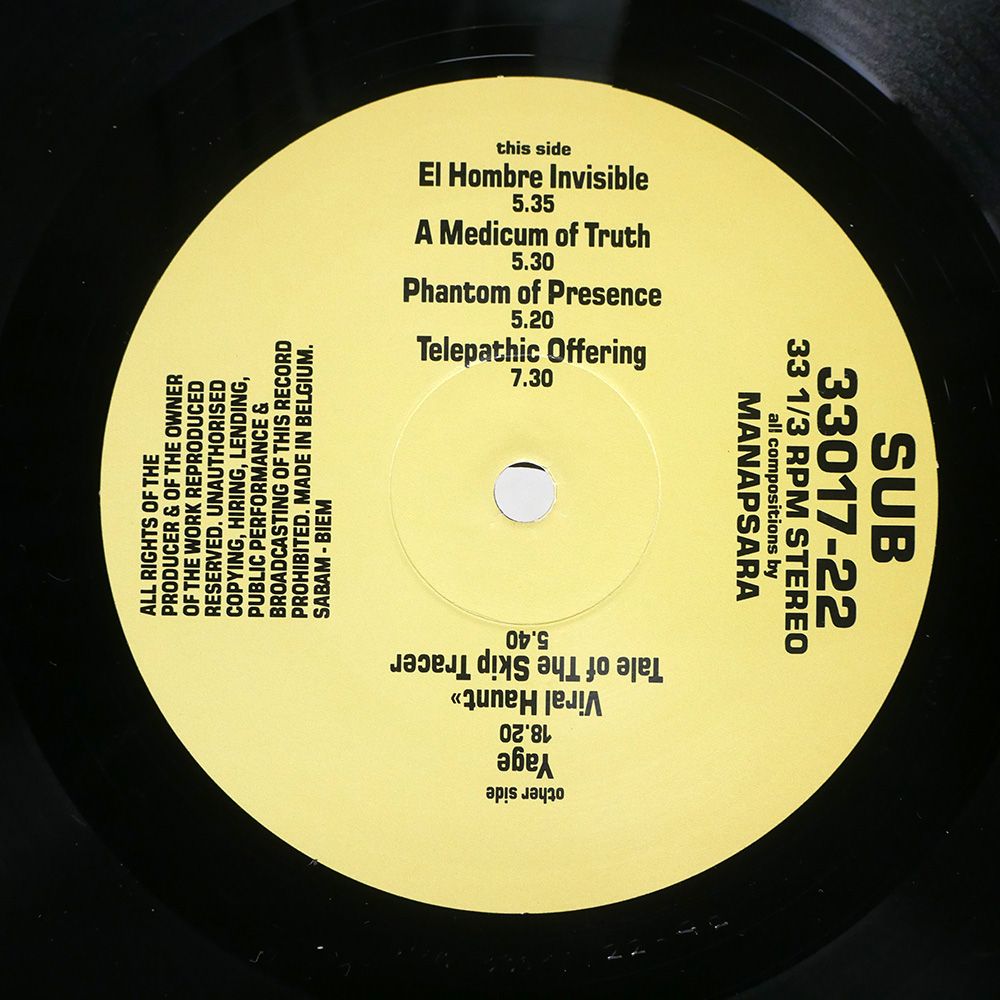 this side
El Hombre Invisible
5.35
A Medicum of Truth
5.30
Phantom of Presence
5.20
Telepathic Offering
7.30
SUB
33017-22
33 1/3 RPM STEREO
all compositions by
MANAPSARA
other side
Yage
18.20
Viral Haunt»
Tale of The Skip Tracer
5.40
ALL RIGHTS OF THE
PRODUCER & OF THE OWNER
OF THE WORK REPRODUCED
RESERVED. UNAUTHORISED
COPYING, HIRING, LENDING,
PUBLIC PERFORMANCE &
BROADCASTING OF THIS RECORD
PROHIBITED. MADE IN BELGIUM.
SABAM - BIEM